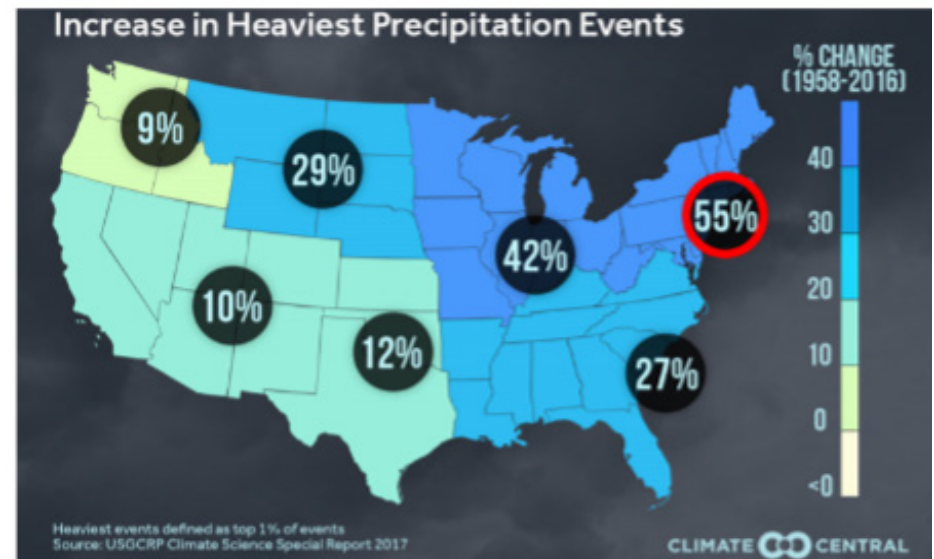 Increase in Heaviest Precipitation Events
% CHANGE
(1958-2016)
9%
29%
55%
42%
10%
12%
27%
40
30
20
10
0
<0
Heaviest events defined as top 1% of events
Source: USGCRP Climate Science Special Report 2017
CLIMATE CENTRAL